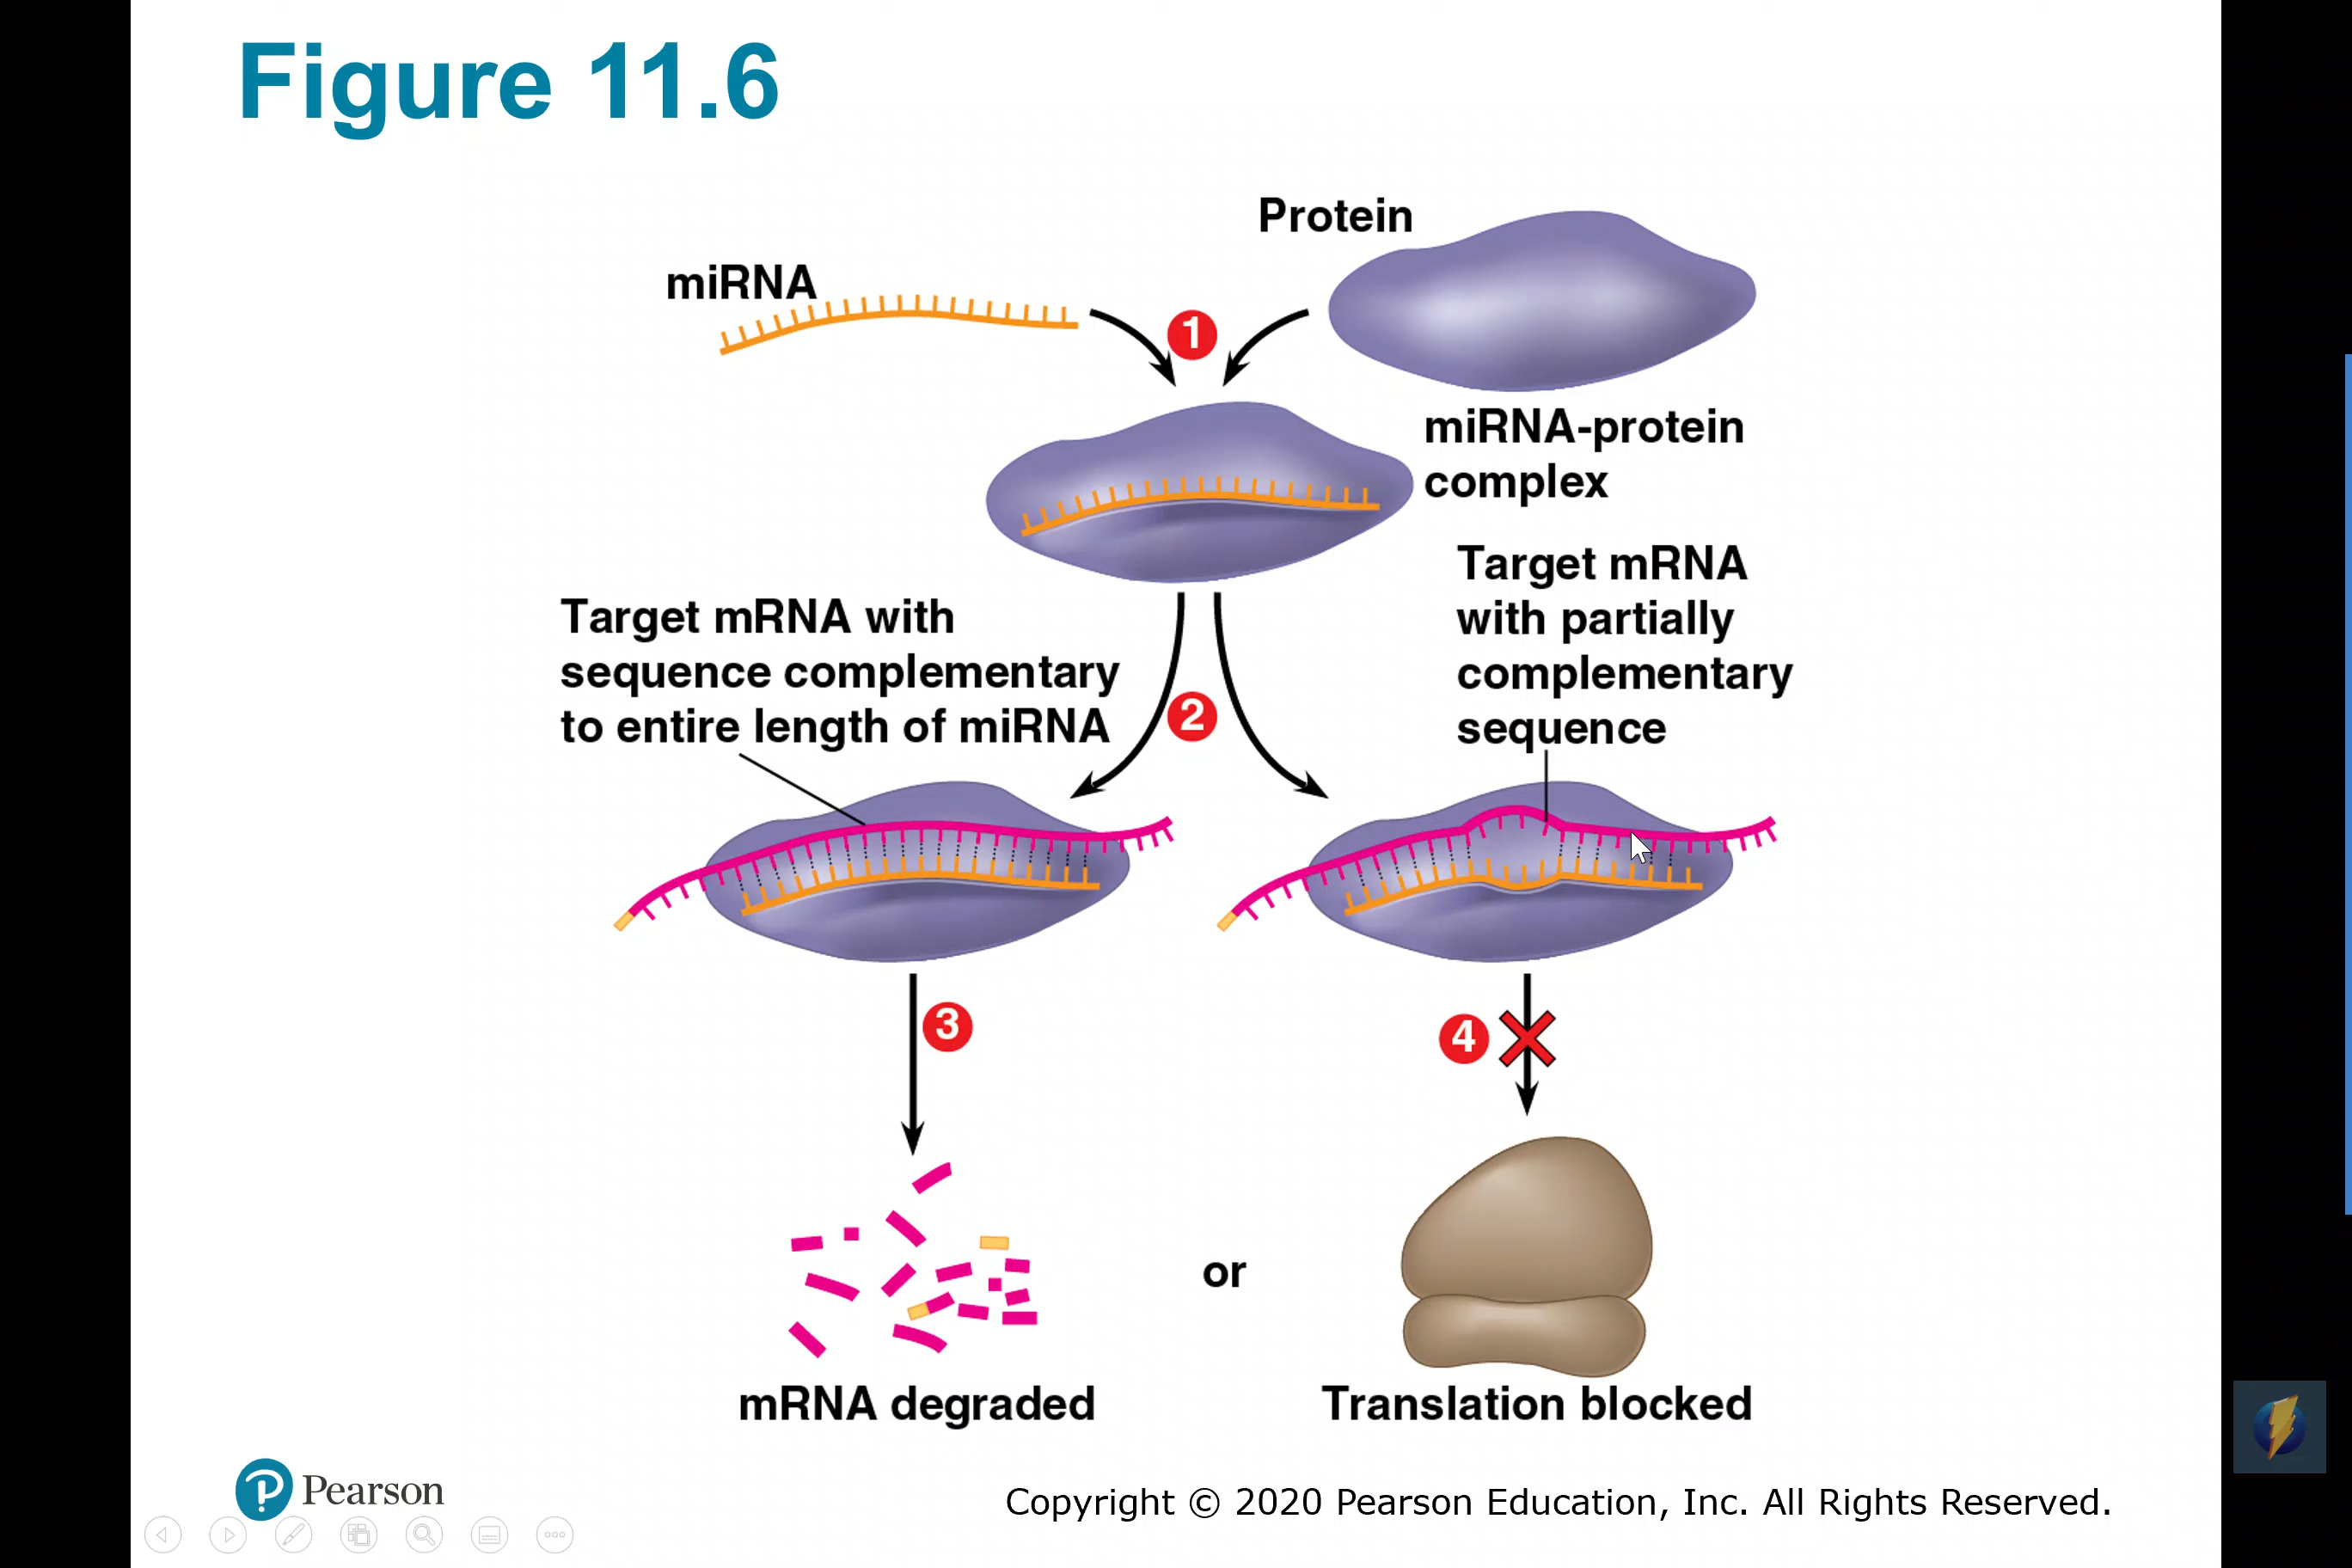 Figure 11.6
Protein
miRNA
1
miRNA-protein
complex
Target mRNA with
sequence complementary
to entire length of miRNA
2
Target mRNA
with partially
complementary
sequence
3
4
or
mRNA degraded
Translation blocked
P Pearson
Copyright © 2020 Pearson Education, Inc. All Rights Reserved.